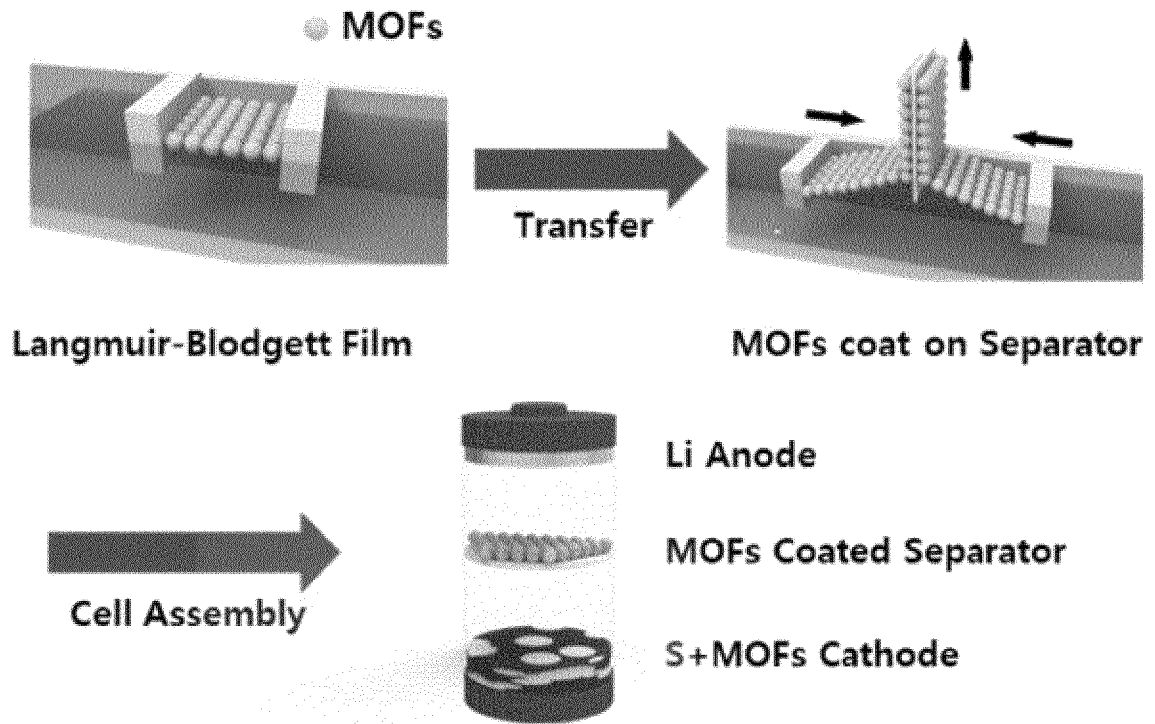 MOFs
Transfer
Langmuir-Blodgett Film
MOFs coat on Separator
Cell Assembly
Li Anode
MOFs Coated Separator
S+MOFs Cathode